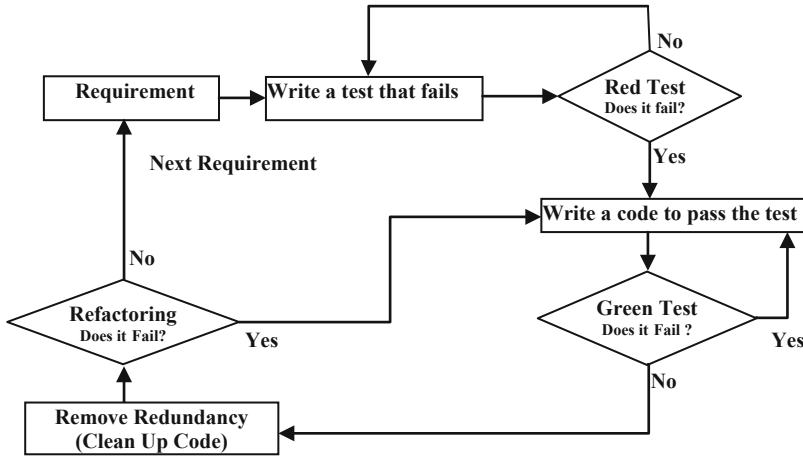 No
Requirement
Write a test that fails
Red Test
Does it fail?
Next Requirement
Yes
Write a code to pass the test
No
Refactoring
Does it Fail?
Yes
Green Test
Does it Fail ?
Yes
No
Remove Redundancy
(Clean Up Code)